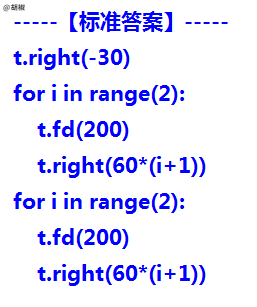 @胡椒
-----【标准答案】-----
t.right(-30)
for i in range(2):
    t.fd(200)
    t.right(60*(i+1))
for i in range(2):
    t.fd(200)
    t.right(60*(i+1))